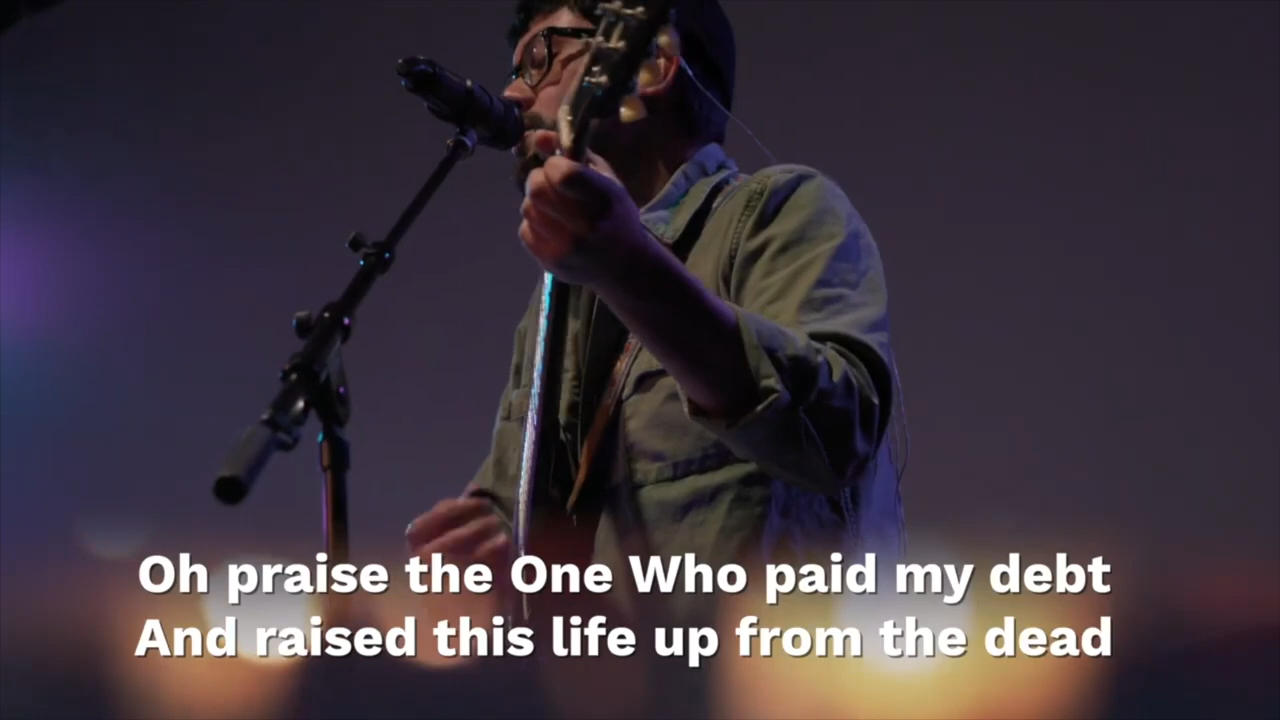 Oh praise the One Who paid my debt
And raised this life up from the dead